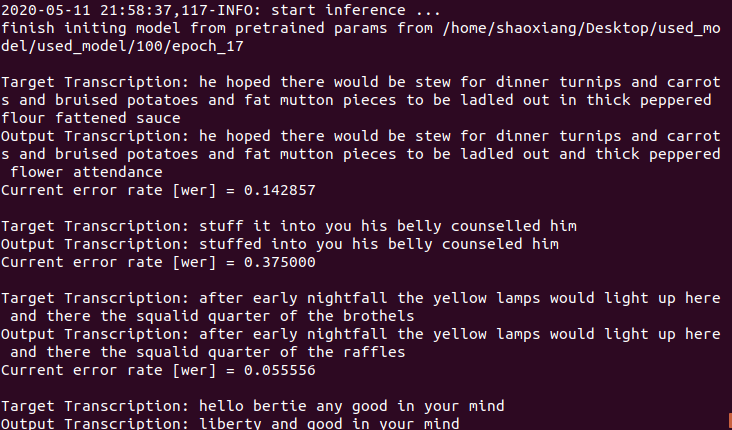 2020-05-11 21:58:37,117-INFO: start inference ...
finish initing model from pretrained params from /home/shaoxiang/Desktop/used_mo
del/used_model/100/epoch_17
Target Transcription: he hoped there would be stew for dinner turnips and carrot
s and bruised potatoes and fat mutton pieces to be ladled out in thick peppered
flour fattened sauce
Output Transcription: he hoped there would be stew for dinner turnips and carrot
s and bruised potatoes and fat mutton pieces to be ladled out and thick peppered
 flower attendance
Current error rate [wer] = 0.142857
Target Transcription: stuff it into you his belly counselled him
Output Transcription: stuffed into you his belly counseled him
Current error rate [wer] = 0.375000
Target Transcription: after early nightfall the yellow lamps would light up here
 and there the squalid quarter of the brothels
Output Transcription: after early nightfall the yellow lamps would light up here
 and there the squalid quarter of the raffles
Current error rate [wer] = 0.055556
Target Transcription: hello bertie any good in your mind
Output Transcription: liberty and good in your mind